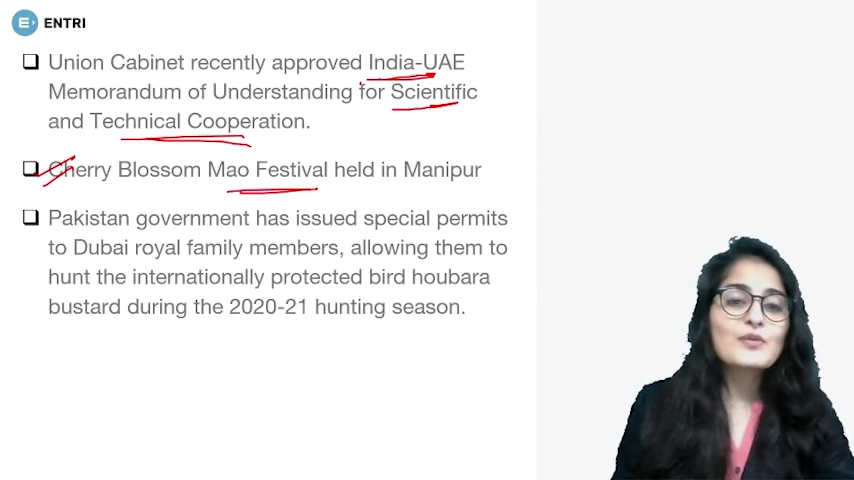 ENTRI
Union Cabinet recently approved India-UAE
Memorandum of Understanding for Scientific
and Technical Cooperation.
Cherry Blossom Mao Festival held in Manipur
Pakistan government has issued special permits
to Dubai royal family members, allowing them to
hunt the internationally protected bird houbara
bustard during the 2020-21 hunting season.